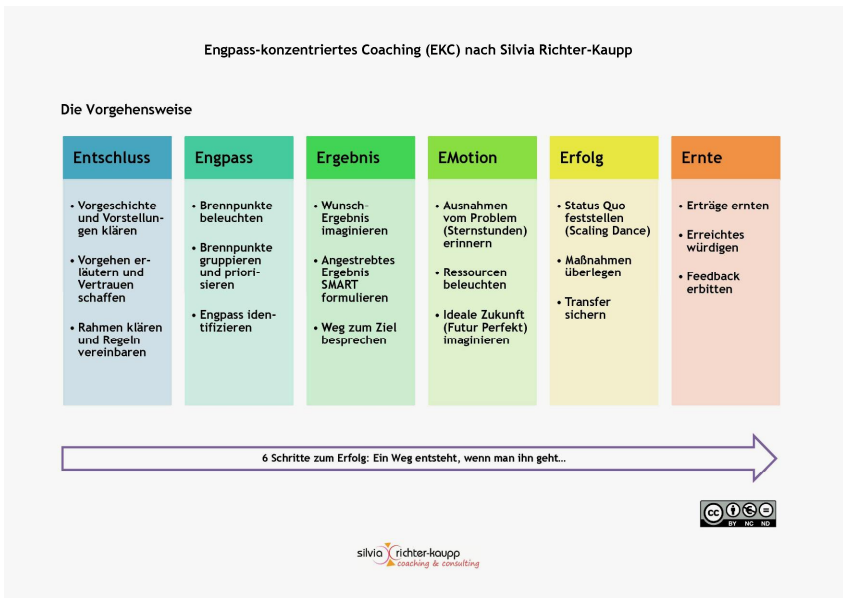 Engpass-konzentriertes Coaching (EKC) nach Silvia Richter-Kaupp
Die Vorgehensweise
Entschluss
• Vorgeschichte
und Vorstellun-
gen klären
• Vorgehen er-
läutern und
Vertrauen
schaffen
• Rahmen klären
und Regeln
vereinbaren
Engpass
• Brennpunkte
beleuchten
• Brennpunkte
gruppieren
und priori-
sieren
• Engpass iden-
tifizieren
Ergebnis
• Wunsch-
Ergebnis
imaginieren
• Angestrebtes
Ergebnis
SMART
formulieren
• Weg zum Ziel
besprechen
EMotion
• Ausnahmen
vom Problem
(Sternstunden)
erinnern
• Ressourcen
beleuchten
• Ideale Zukunft
(Futur Perfekt)
imaginieren
Erfolg
• Status Quo
feststellen
(Scaling Dance)
• Maßnahmen
überlegen
• Transfer
sichern
Ernte
• Erträge ernten
• Erreichtes
würdigen
• Feedback
erbitten
6 Schritte zum Erfolg: Ein Weg entsteht, wenn man ihn geht…
cc
BY NC ND
silvia richter-kaupp
coaching & consulting